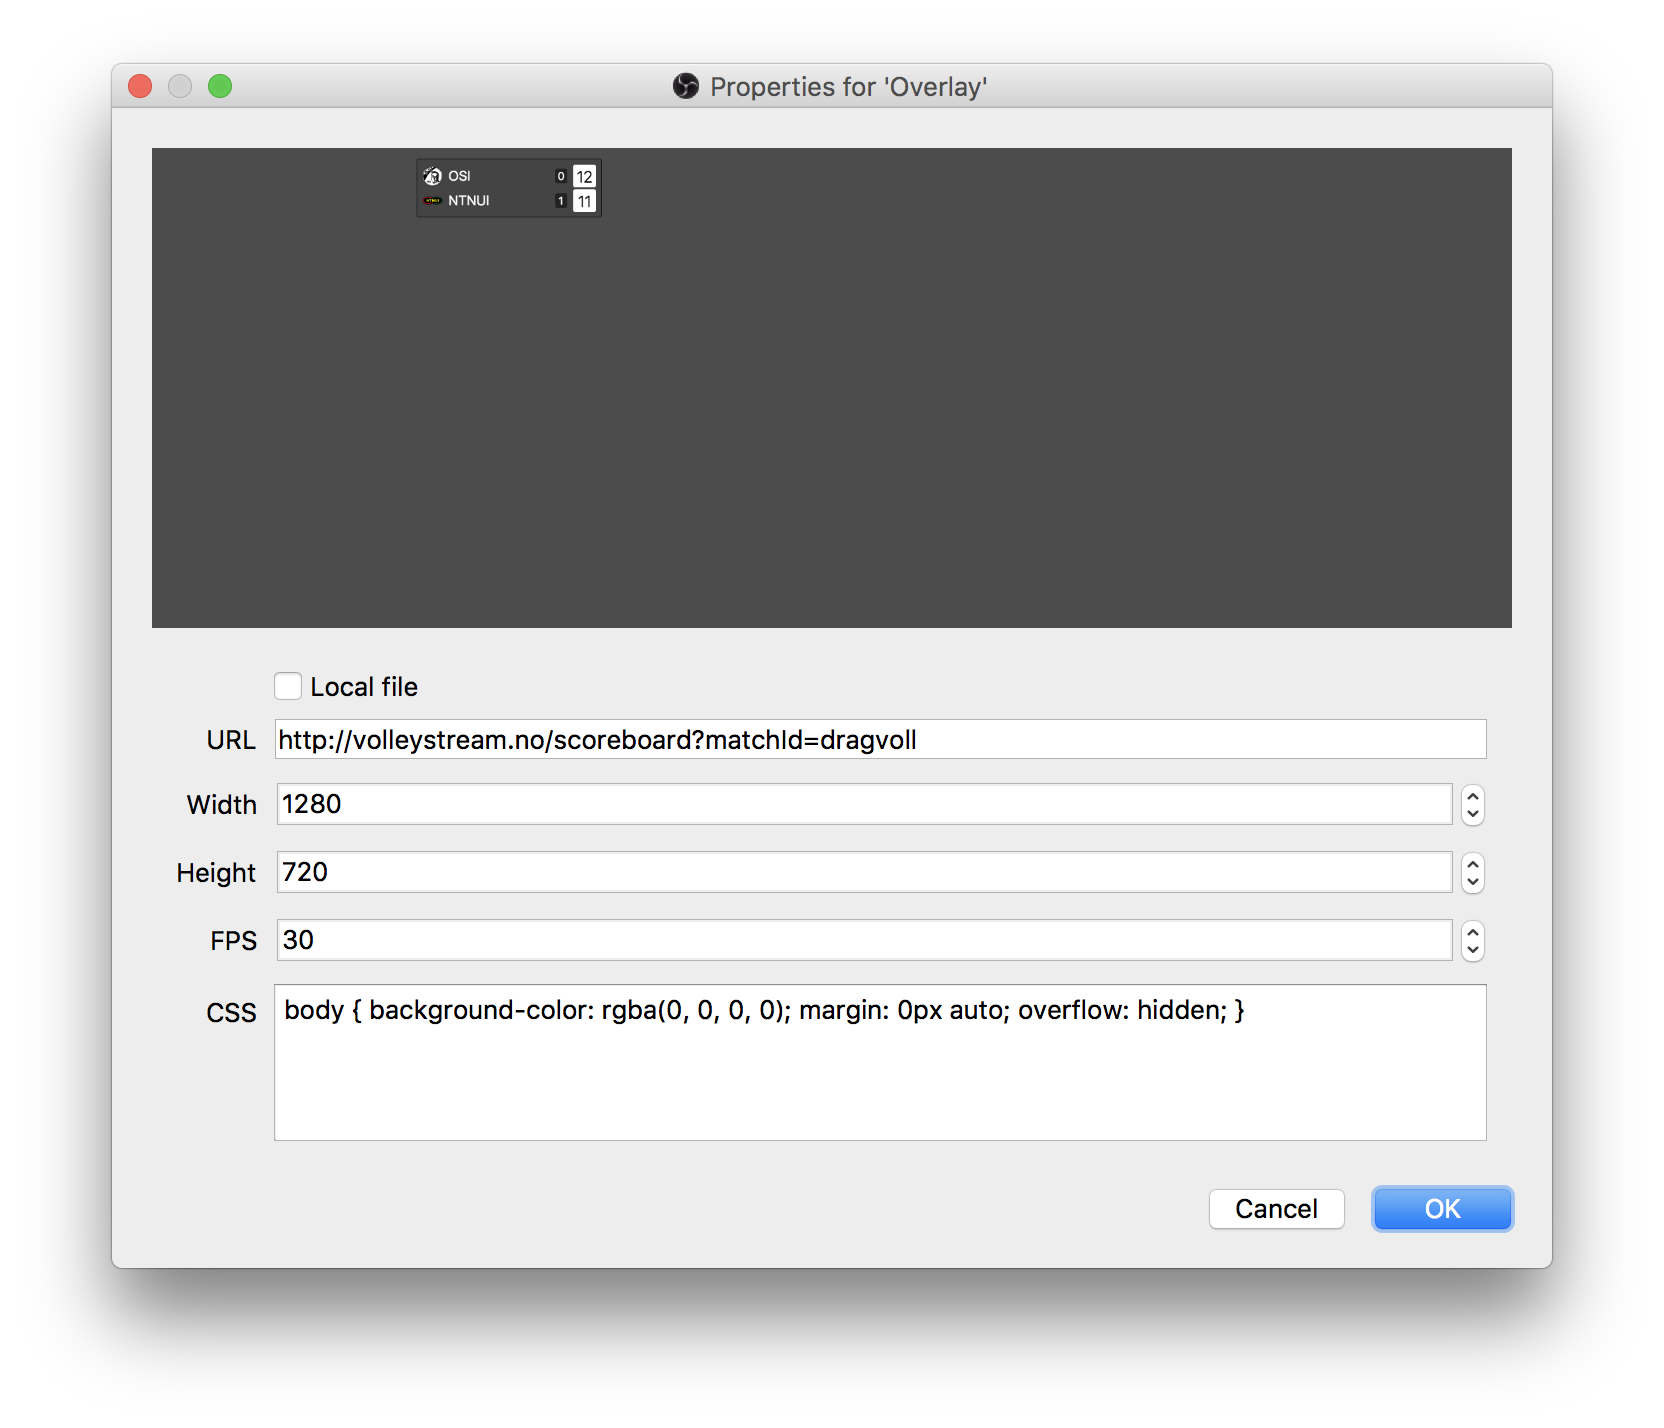 Properties for 'Overlay'
OSI 0 12
NTNUI NTNUI 1 11
Local file
URL http://volleystream.no/scoreboard?matchId=dragvoll
Width 1280
Height 720
FPS 30
CSS body { background-color: rgba(0, 0, 0, 0); margin: 0px auto; overflow: hidden; }
Cancel OK